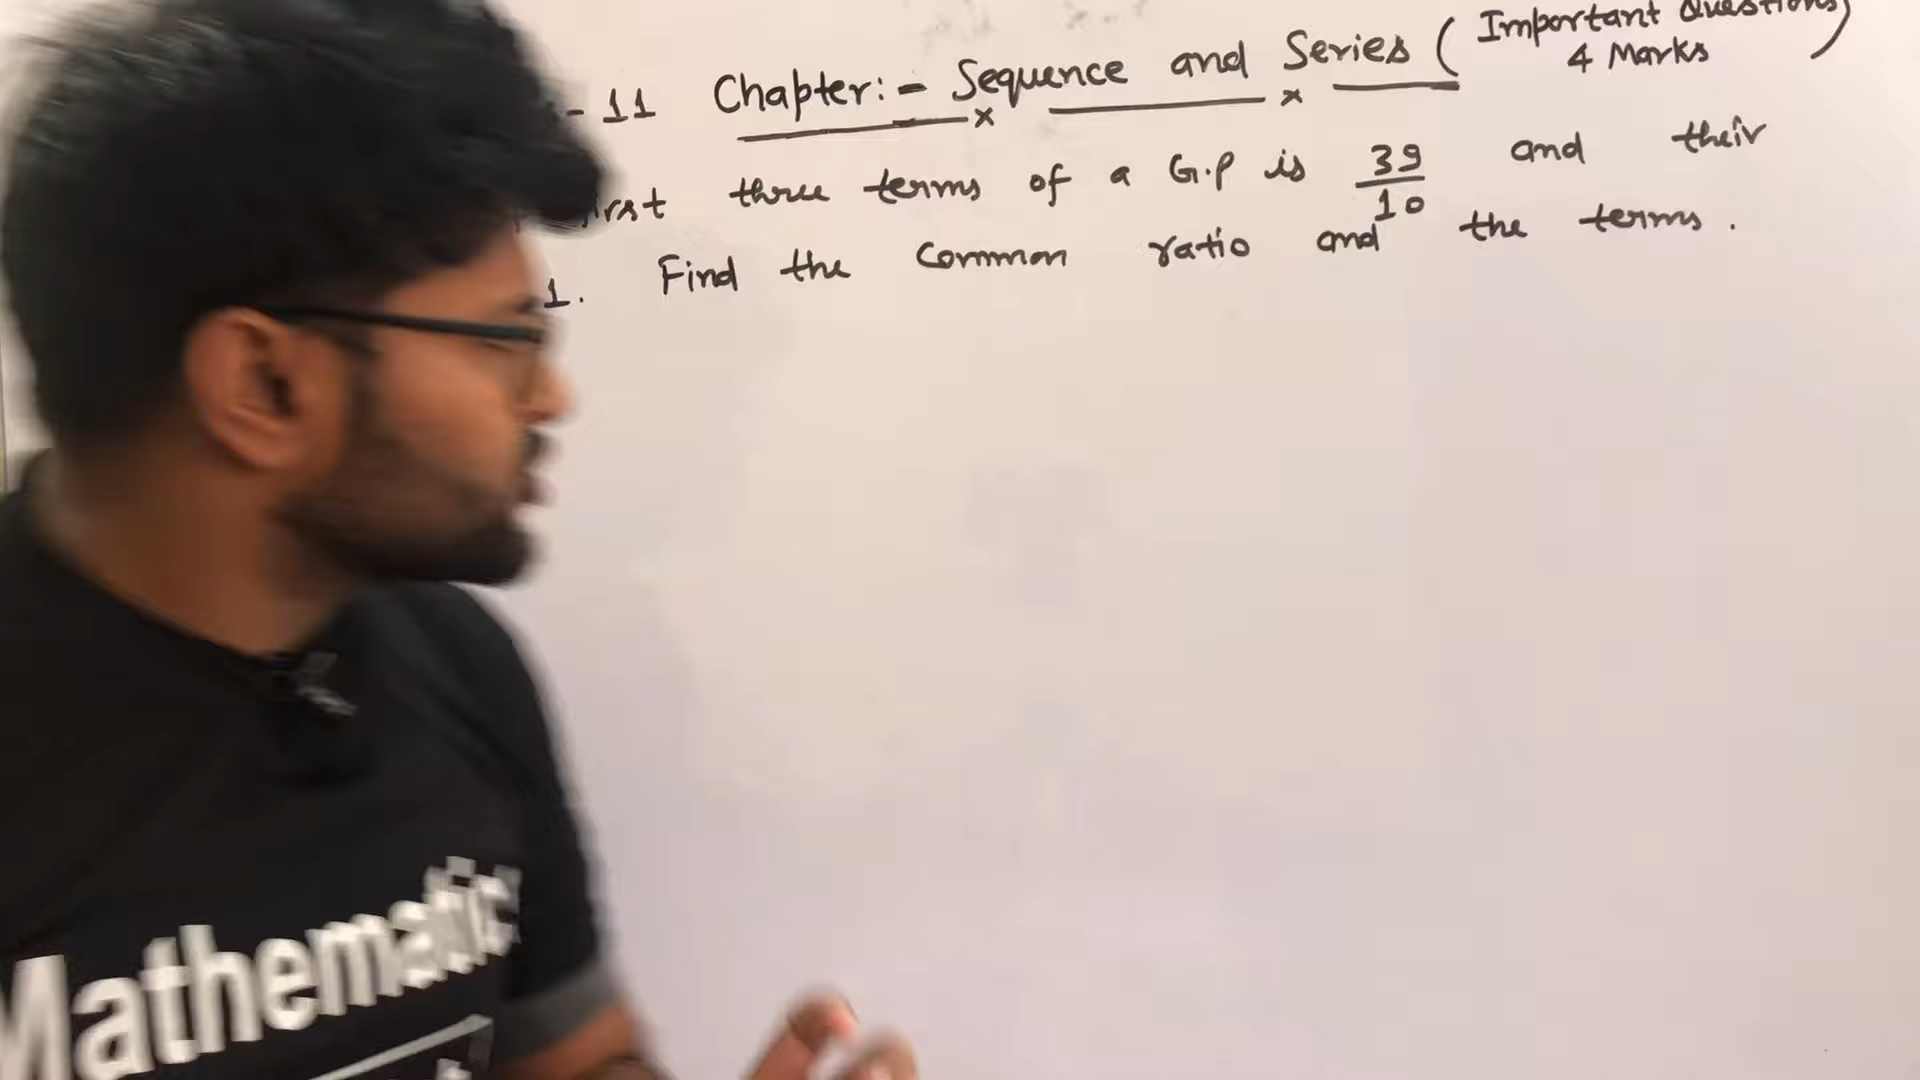 - 11 Chapter:- Sequence and Series ( Important Questions)
4 Marks
three terms of a G.P is 39/10 and their
1. Find the common ratio and the terms.
Mathematic